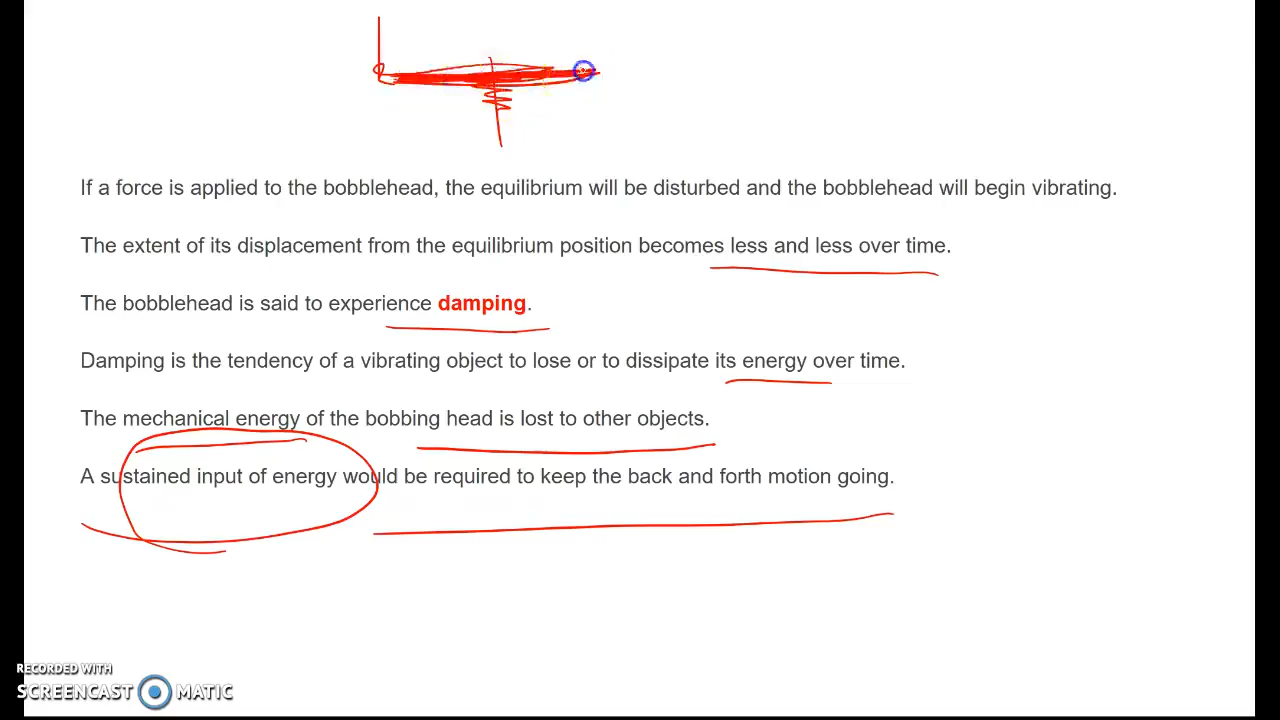 If a force is applied to the bobblehead, the equilibrium will be disturbed and the bobblehead will begin vibrating.
The extent of its displacement from the equilibrium position becomes less and less over time.
The bobblehead is said to experience damping.
Damping is the tendency of a vibrating object to lose or to dissipate its energy over time.
The mechanical energy of the bobbing head is lost to other objects.
A sustained input of energy would be required to keep the back and forth motion going.
RECORDED WITH
SCREENCAST MATIC